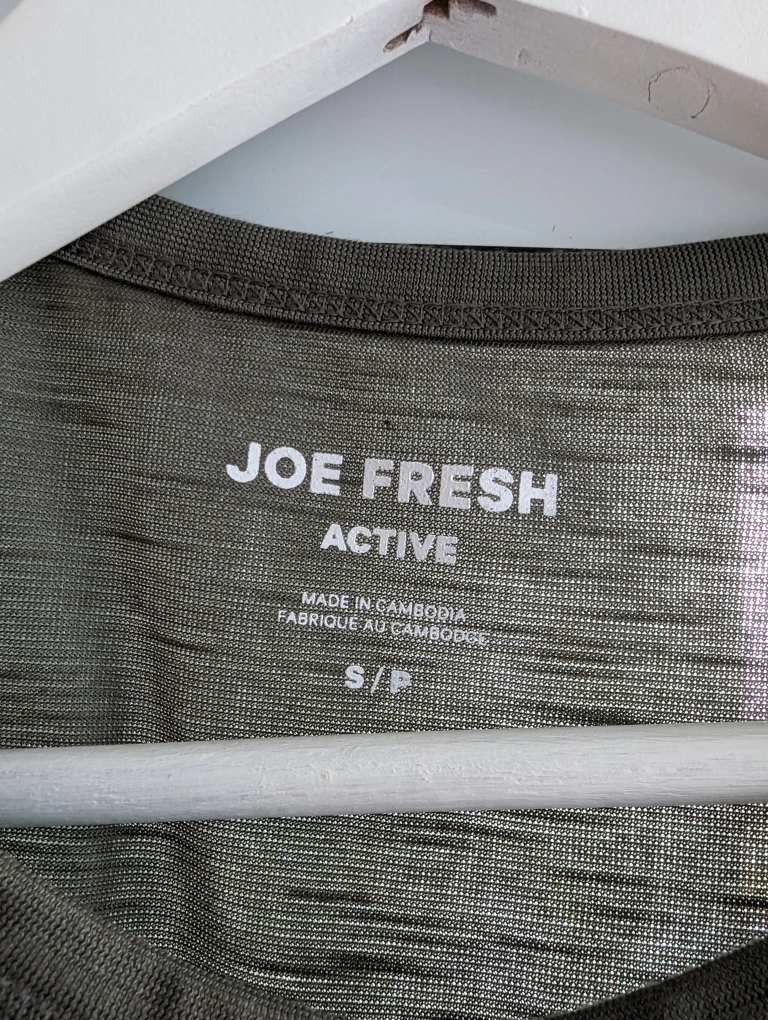 JOE FRESH
ACTIVE
MADE IN CAMBODIA
FABRIQUÉ AU CAMBODGE
S/P